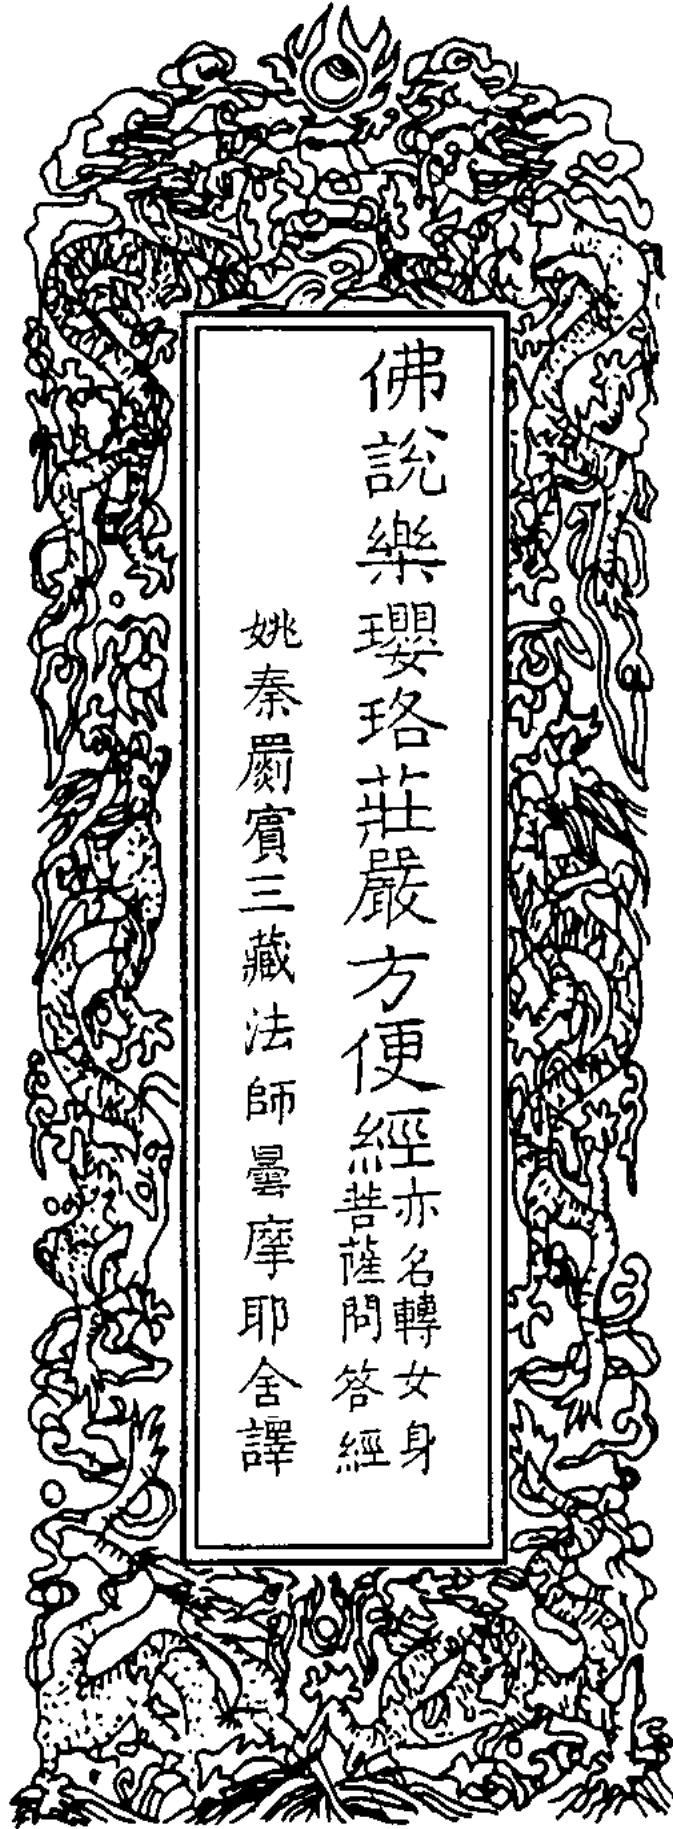 佛說樂瓔珞莊嚴方便經
亦名轉女身
菩薩問答經
姚秦罽賓三藏法師曇摩耶舍譯